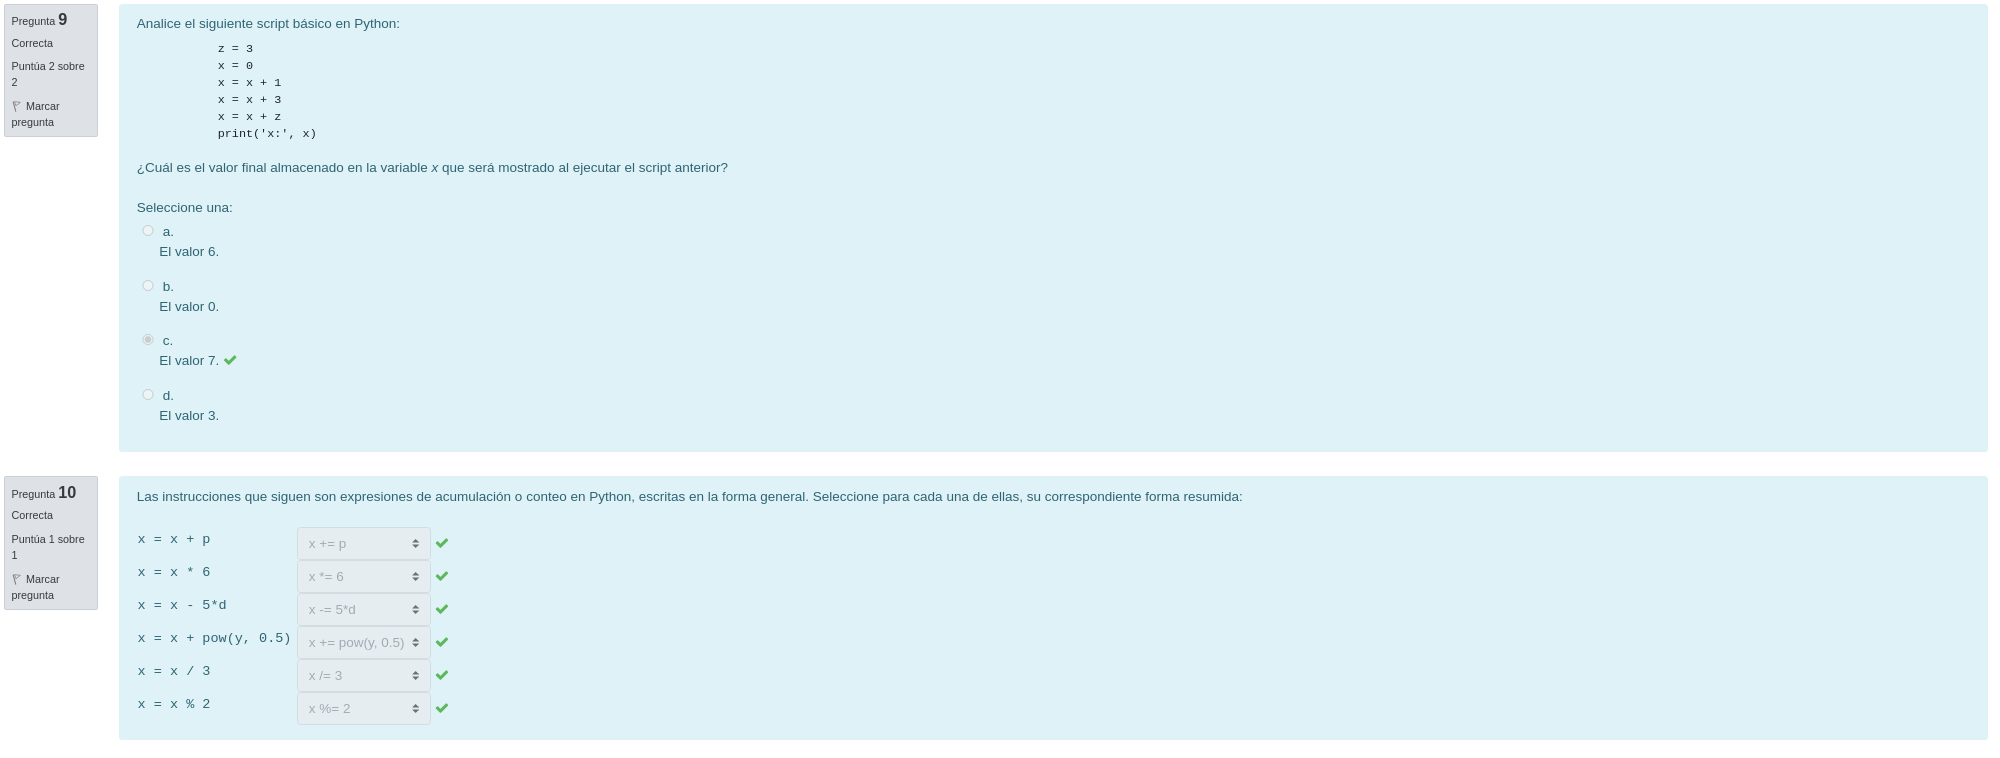 Pregunta 9
Correcta
Puntúa 2 sobre
2
Marcar
pregunta
Analice el siguiente script básico en Python:
z = 3
x = 0
x = x + 1
x = x + 3
x = x + z
print('x:', x)
¿Cuál es el valor final almacenado en la variable x que será mostrado al ejecutar el script anterior?
Seleccione una:
a.
El valor 6.
b.
El valor 0.
c.
El valor 7.
d.
El valor 3.
Pregunta 10
Correcta
Puntúa 1 sobre
1
Marcar
pregunta
Las instrucciones que siguen son expresiones de acumulación o conteo en Python, escritas en la forma general. Seleccione para cada una de ellas, su correspondiente forma resumida:
x = x + p x += p
x = x * 6 x *= 6
x = x - 5*d x -= 5*d
x = x + pow(y, 0.5) x += pow(y, 0.5)
x = x / 3 x /= 3
x = x % 2 x %= 2